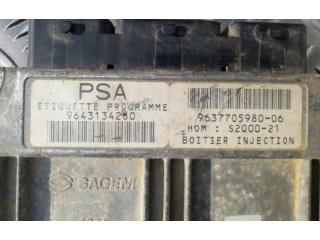 PSA
ETIQUETTE PROGRAMME
9643134280
9637705980-06
HOM : S2000-21
BOITIER INJECTION
SAGEM